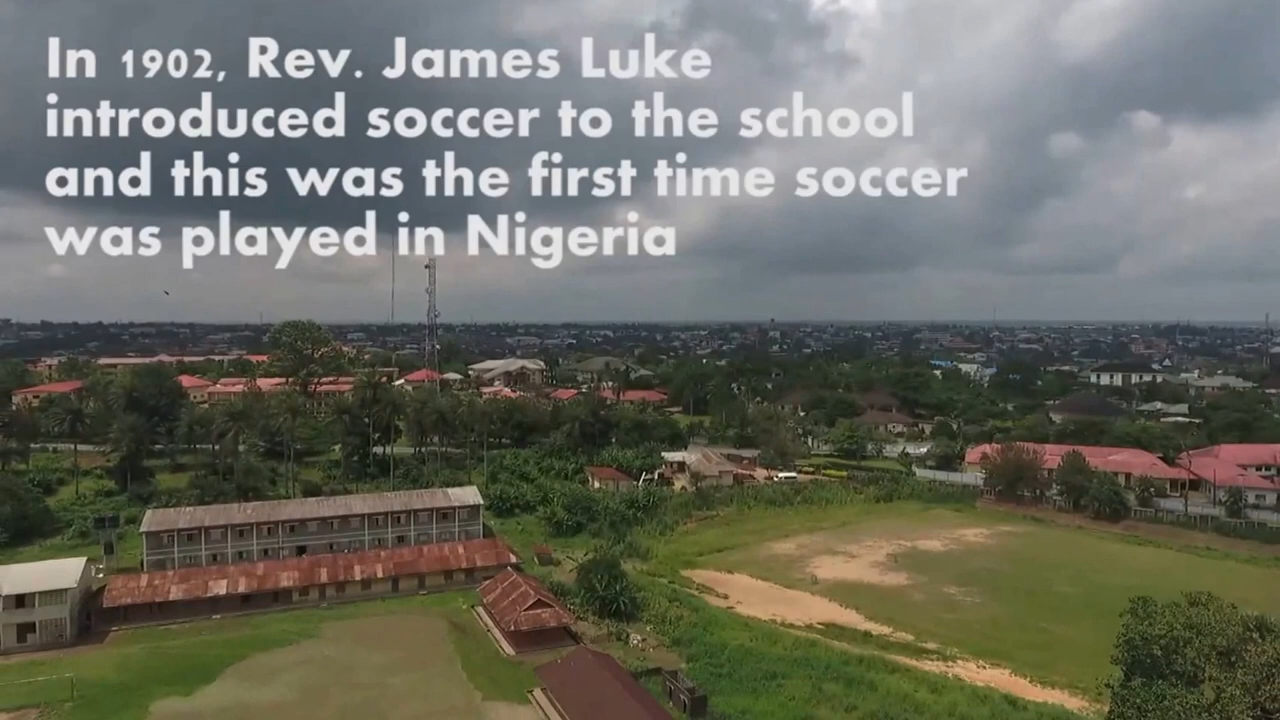 In 1902, Rev. James Luke
introduced soccer to the school
and this was the first time soccer
was played in Nigeria